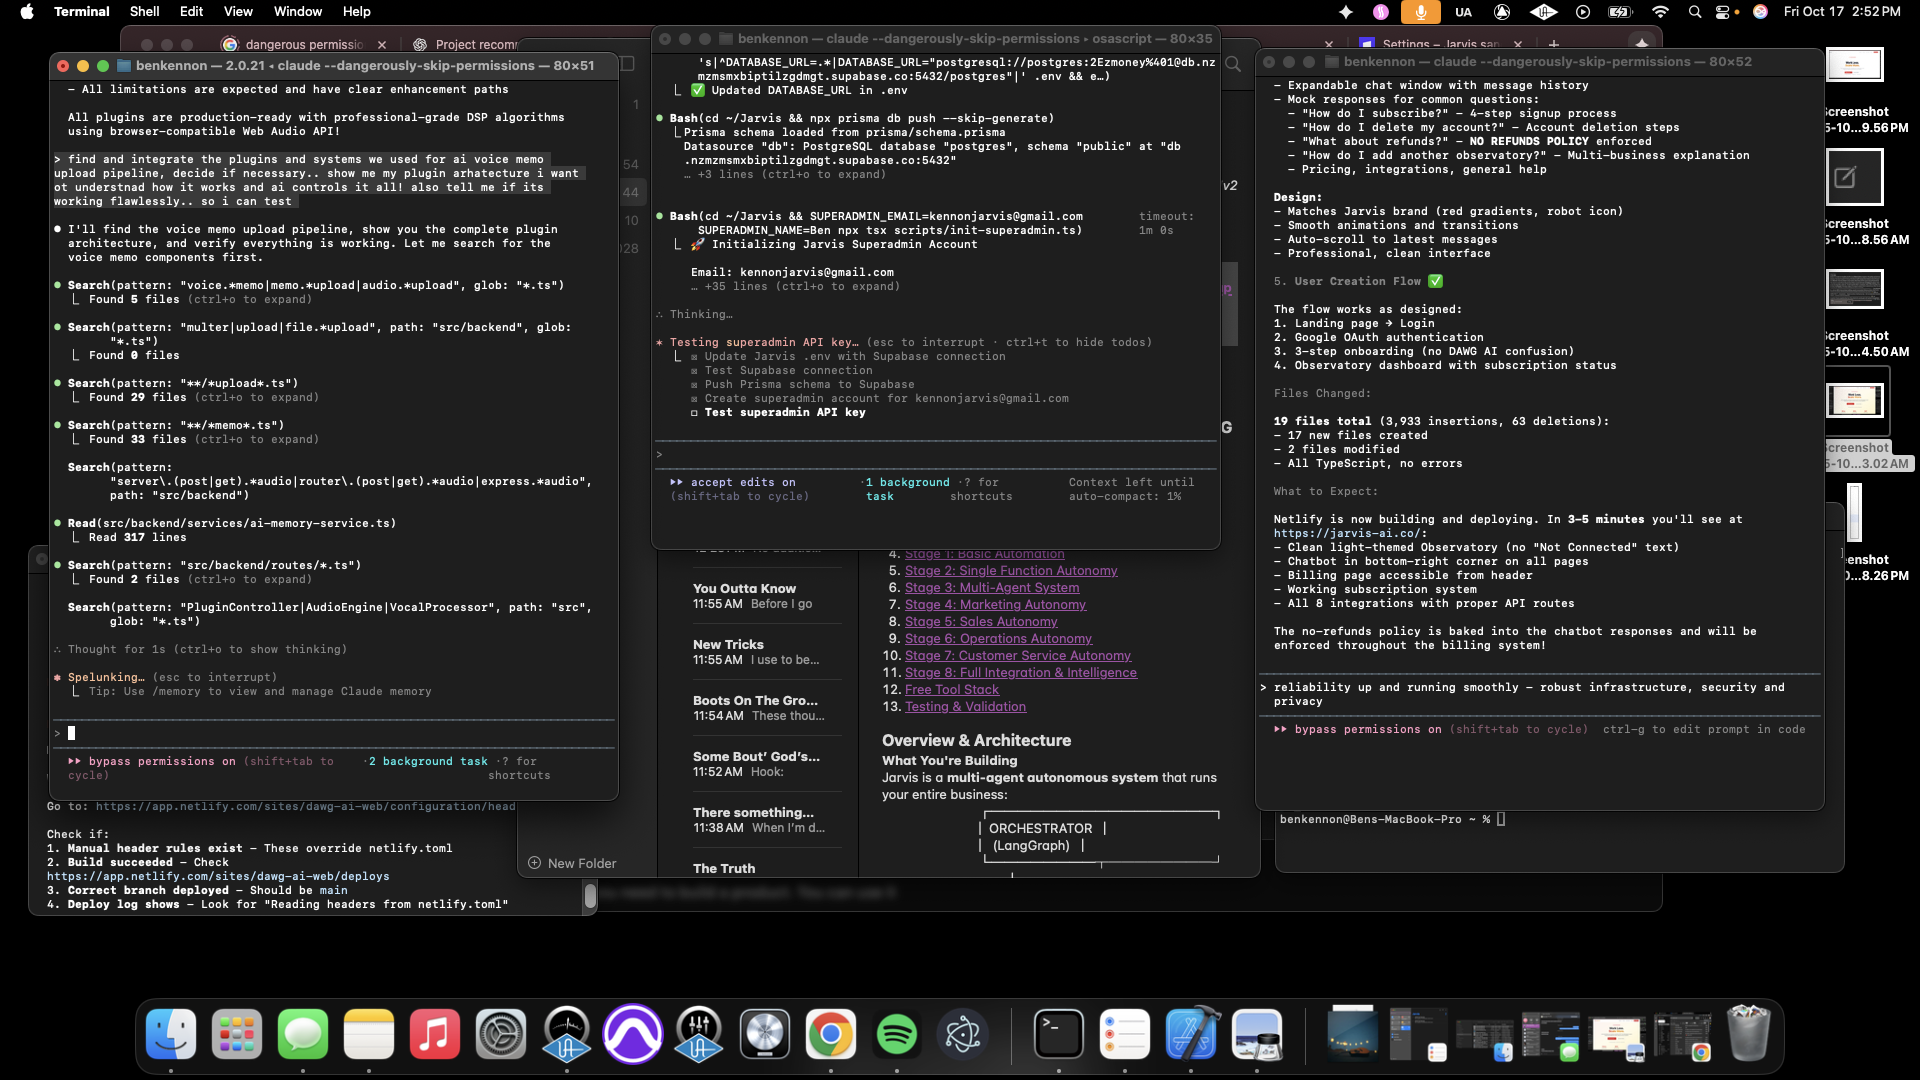 Terminal Shell Edit View Window Help
UA
Fri Oct 17 2:52 PM
dangerous permissio
Project recomm
Settings – Jarvis sa
benkennon — 2.0.21 ◂ claude --dangerously-skip-permissions — 80×51
– All limitations are expected and have clear enhancement paths
All plugins are production-ready with professional-grade DSP algorithms
using browser-compatible Web Audio API!
> find and integrate the plugins and systems we used for ai voice memo
upload pipeline, decide if necessary.. show me my plugin arhatecture i want
ot understnad how it works and ai controls it all! also tell me if its
working flawlessly.. so i can test
● I'll find the voice memo upload pipeline, show you the complete plugin
architecture, and verify everything is working. Let me search for the
voice memo components first.
● Search(pattern: "voice.*memo|memo.*upload|audio.*upload", glob: "*.ts")
⎿ Found 5 files (ctrl+o to expand)
● Search(pattern: "multer|upload|file.*upload", path: "src/backend", glob:
"*.ts")
⎿ Found 0 files
● Search(pattern: "**/*upload*.ts")
⎿ Found 29 files (ctrl+o to expand)
● Search(pattern: "**/*memo*.ts")
⎿ Found 33 files (ctrl+o to expand)
Search(pattern:
"server\.(post|get).*audio|router\.(post|get).*audio|express.*audio",
path: "src/backend")
● Read(src/backend/services/ai-memory-service.ts)
⎿ Read 317 lines
● Search(pattern: "src/backend/routes/*.ts")
⎿ Found 2 files (ctrl+o to expand)
Search(pattern: "PluginController|AudioEngine|VocalProcessor", path: "src",
glob: "*.ts")
∴ Thought for 1s (ctrl+o to show thinking)
✽ Spelunking… (esc to interrupt)
⎿ Tip: Use /memory to view and manage Claude memory
>
▸▸ bypass permissions on (shift+tab to cycle) · 2 background task · ? for shortcuts
Go to: https://app.netlify.com/sites/dawg-ai-web/configuration/head
Check if:
1. Manual header rules exist – These override netlify.toml
2. Build succeeded – Check
https://app.netlify.com/sites/dawg-ai-web/deploys
3. Correct branch deployed – Should be main
4. Deploy log shows – Look for "Reading headers from netlify.toml"
benkennon — claude --dangerously-skip-permissions ▸ osascript — 80×35
's|^DATABASE_URL=.*|DATABASE_URL="postgresql://postgres:2Ezmoney%401@db.nz
mzmsmxbiptilzgdmgt.supabase.co:5432/postgres"|' .env && e…)
⎿ ✅ Updated DATABASE_URL in .env
● Bash(cd ~/Jarvis && npx prisma db push --skip-generate)
⎿ Prisma schema loaded from prisma/schema.prisma
Datasource "db": PostgreSQL database "postgres", schema "public" at "db
.nzmzmsmxbiptilzgdmgt.supabase.co:5432"
… +3 lines (ctrl+o to expand)
● Bash(cd ~/Jarvis && SUPERADMIN_EMAIL=kennonjarvis@gmail.com timeout:
SUPERADMIN_NAME=Ben npx tsx scripts/init-superadmin.ts) 1m 0s
⎿ 🚀 Initializing Jarvis Superadmin Account
Email: kennonjarvis@gmail.com
… +35 lines (ctrl+o to expand)
∴ Thinking…
✶ Testing superadmin API key… (esc to interrupt · ctrl+t to hide todos)
⎿ ☒ Update Jarvis .env with Supabase connection
☒ Test Supabase connection
☒ Push Prisma schema to Supabase
☒ Create superadmin account for kennonjarvis@gmail.com
☐ Test superadmin API key
>
▸▸ accept edits on · 1 background · ? for Context left until
(shift+tab to cycle) task shortcuts auto-compact: 1%
1
54
44
10
028
/v2
G
You Outta Know
11:55 AM Before I go
New Tricks
11:55 AM I use to be...
Boots On The Gro...
11:54 AM These thou...
Some Bout' God's...
11:52 AM Hook:
There something...
11:38 AM When I'm d...
The Truth
New Folder
4. Stage 1: Basic Automation
5. Stage 2: Single Function Autonomy
6. Stage 3: Multi-Agent System
7. Stage 4: Marketing Autonomy
8. Stage 5: Sales Autonomy
9. Stage 6: Operations Autonomy
10. Stage 7: Customer Service Autonomy
11. Stage 8: Full Integration & Intelligence
12. Free Tool Stack
13. Testing & Validation
Overview & Architecture
What You're Building
Jarvis is a multi-agent autonomous system that runs
your entire business:
ORCHESTRATOR
(LangGraph)
you need to build a product. You can use it
benkennon — claude --dangerously-skip-permissions — 80×52
– Expandable chat window with message history
– Mock responses for common questions:
– "How do I subscribe?" – 4-step signup process
– "How do I delete my account?" – Account deletion steps
– "What about refunds?" – NO REFUNDS POLICY enforced
– "How do I add another observatory?" – Multi-business explanation
– Pricing, integrations, general help
Design:
– Matches Jarvis brand (red gradients, robot icon)
– Smooth animations and transitions
– Auto-scroll to latest messages
– Professional, clean interface
5. User Creation Flow ✅
The flow works as designed:
1. Landing page → Login
2. Google OAuth authentication
3. 3-step onboarding (no DAWG AI confusion)
4. Observatory dashboard with subscription status
Files Changed:
19 files total (3,933 insertions, 63 deletions):
– 17 new files created
– 2 files modified
– All TypeScript, no errors
What to Expect:
Netlify is now building and deploying. In 3–5 minutes you'll see at
https://jarvis-ai.co/:
– Clean light-themed Observatory (no "Not Connected" text)
– Chatbot in bottom-right corner on all pages
– Billing page accessible from header
– Working subscription system
– All 8 integrations with proper API routes
The no-refunds policy is baked into the chatbot responses and will be
enforced throughout the billing system!
> reliability up and running smoothly – robust infrastructure, security and
privacy
▸▸ bypass permissions on (shift+tab to cycle) ctrl-g to edit prompt in code
benkennon@Bens-MacBook-Pro ~ %
Screenshot
5-10...9.56 PM
creenshot
5-10...8.56 AM
creenshot
5-10...4.50 AM
creenshot
5-10...3.02 AM
eenshot
0...8.26 PM